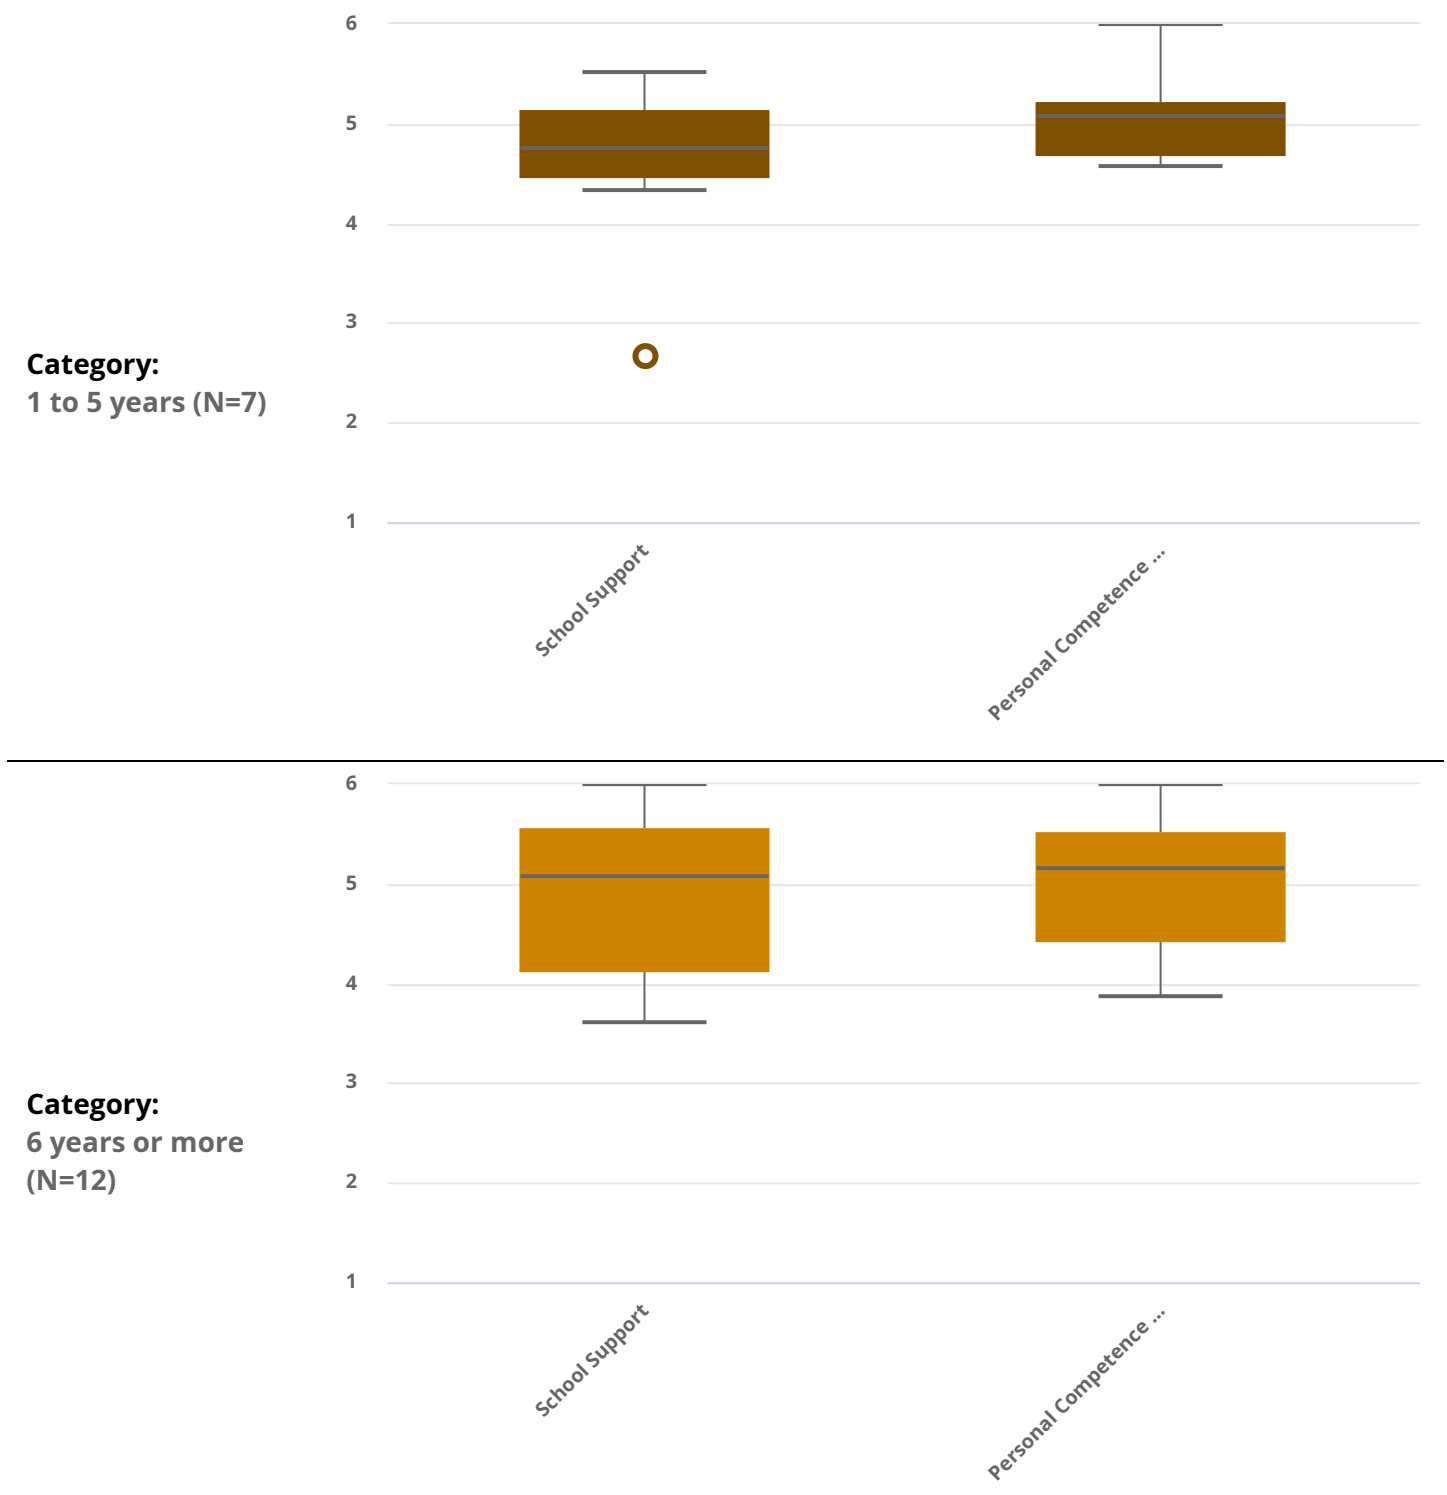 6
5
4
3
2
1
Category:
1 to 5 years (N=7)
School Support
Personal Competence ...
6
5
4
3
2
1
Category:
6 years or more
(N=12)
School Support
Personal Competence ...